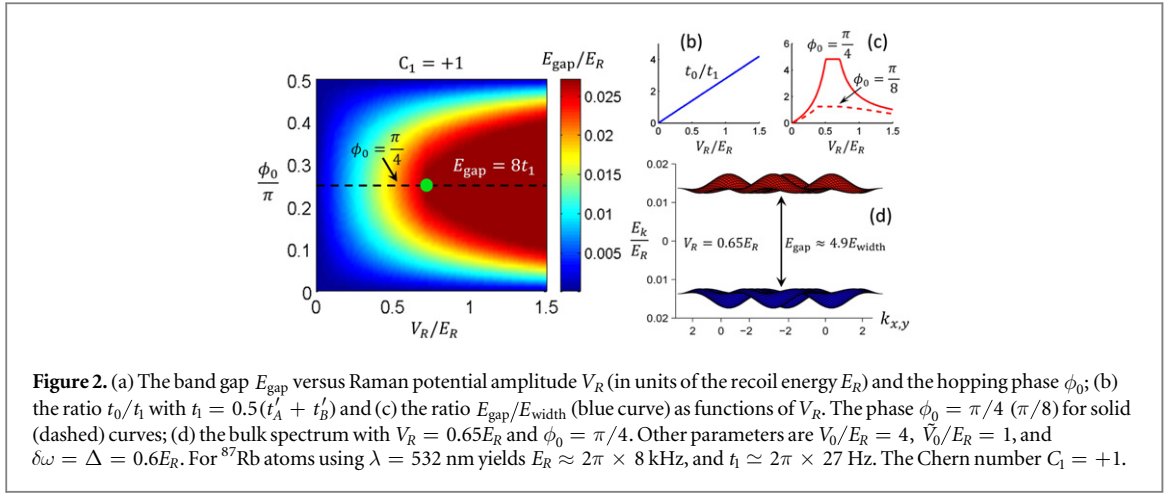 C₁ = +1
E_gap/E_R
0.5
0.4
0.3
0.2
0.1
0
ϕ₀/π
ϕ₀ = π/4
E_gap = 8t₁
0 0.5 1 1.5
V_R/E_R
0.025
0.02
0.015
0.01
0.005
(b)
4
2
0
t₀/t₁
0 0.5 1 1.5
V_R/E_R
(c)
6
4
2
0
ϕ₀ = π/4
ϕ₀ = π/8
0 0.5 1 1.5
V_R/E_R
0.02
0.01
0
0.01
0.02
E_k/E_R
(d)
V_R = 0.65E_R
E_gap ≈ 4.9E_width
2 0 −2 −2 0 2
k_x,y
Figure 2. (a) The band gap E_gap versus Raman potential amplitude V_R (in units of the recoil energy E_R) and the hopping phase ϕ₀; (b)
the ratio t₀/t₁ with t₁ = 0.5(t′_A + t′_B) and (c) the ratio E_gap/E_width (blue curve) as functions of V_R. The phase ϕ₀ = π/4 (π/8) for solid
(dashed) curves; (d) the bulk spectrum with V_R = 0.65E_R and ϕ₀ = π/4. Other parameters are V₀/E_R = 4, Ṽ₀/E_R = 1, and
δω = Δ = 0.6E_R. For ⁸⁷Rb atoms using λ = 532 nm yields E_R ≈ 2π × 8 kHz, and t₁ ≃ 2π × 27 Hz. The Chern number C₁ = +1.